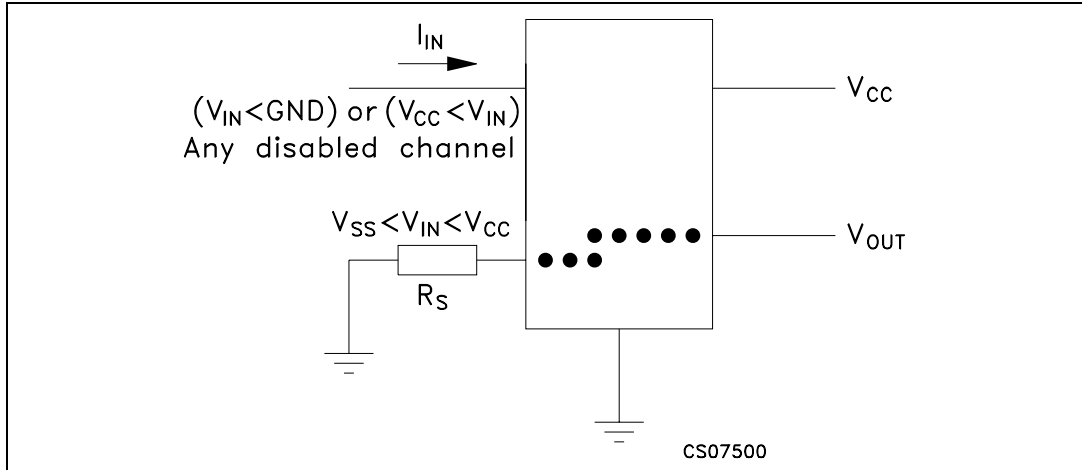 I_IN
(V_IN<GND) or (V_CC<V_IN)
Any disabled channel
V_CC
V_SS<V_IN<V_CC
V_OUT
R_S
CS07500